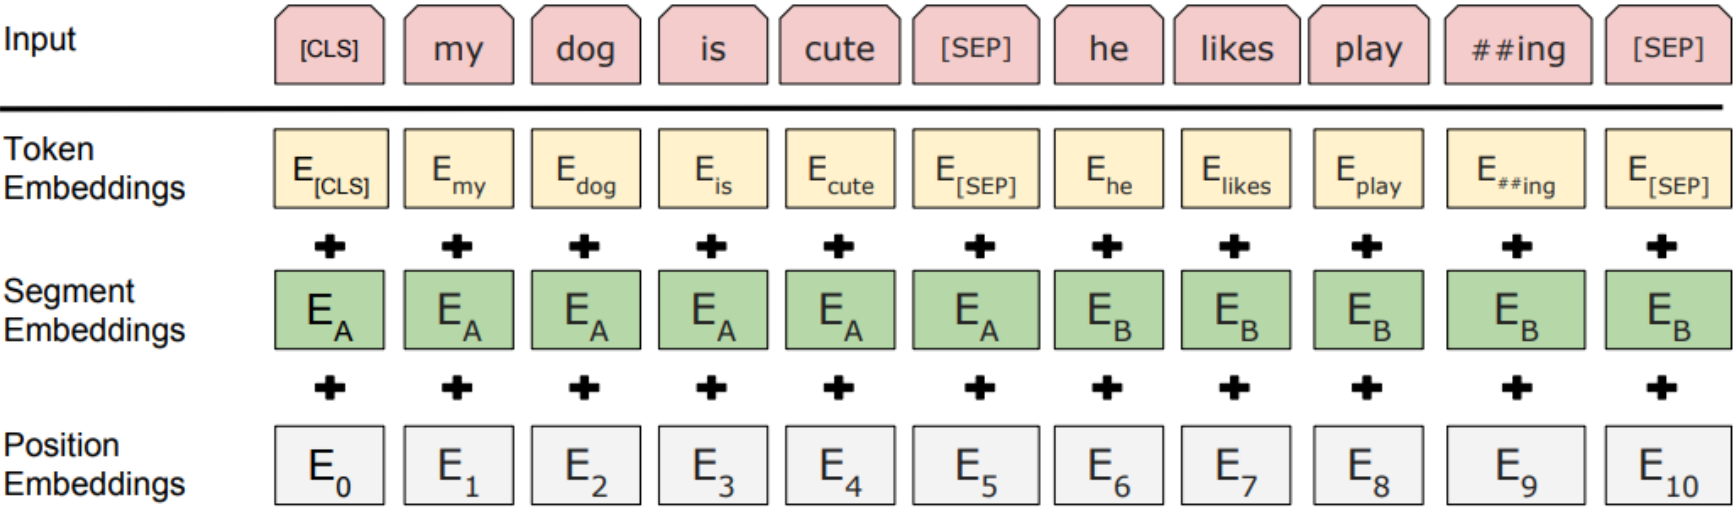 Input [CLS] my dog is cute [SEP] he likes play ##ing [SEP]
Token Embeddings E[CLS] Emy Edog Eis Ecute E[SEP] Ehe Elikes Eplay E##ing E[SEP]
Segment Embeddings EA EA EA EA EA EA EB EB EB EB EB
Position Embeddings E0 E1 E2 E3 E4 E5 E6 E7 E8 E9 E10